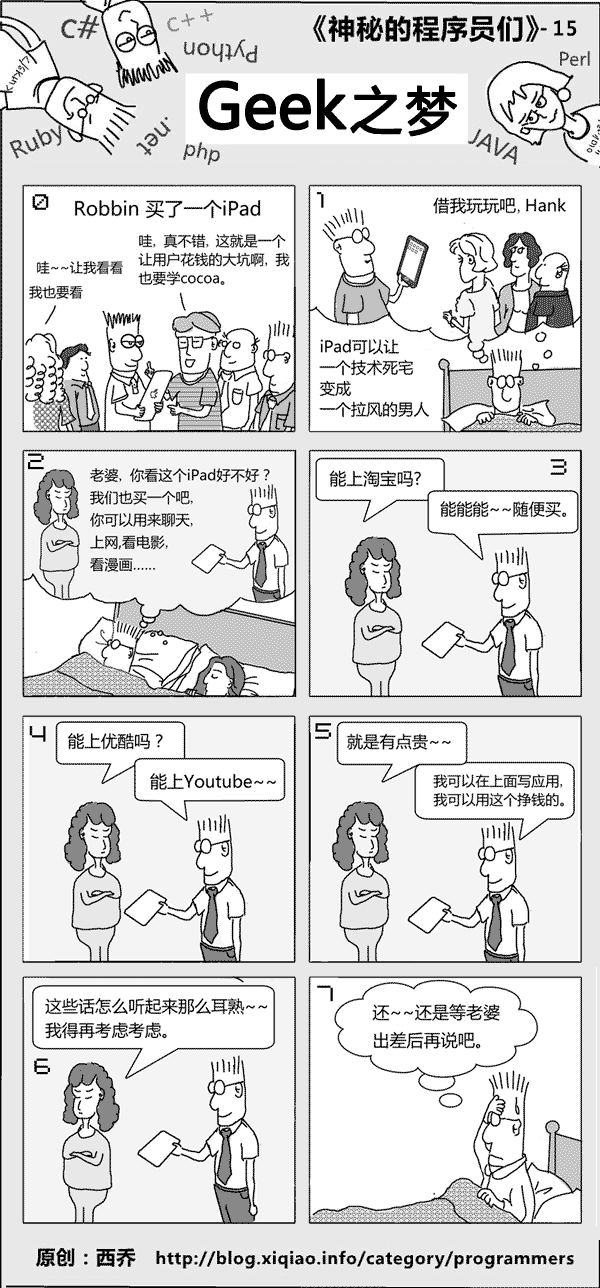 C#
C++
Python
《神秘的程序员们》- 15
Perl
Ruby
.net
php
Geek之梦
JAVA
0
Robbin 买了一个iPad
哇~~让我看看
我也要看
哇，真不错，这就是一个
让用户花钱的大坑啊，我
也要学cocoa。
1
借我玩玩吧, Hank
iPad可以让
一个技术死宅
变成
一个拉风的男人
2
老婆，你看这个iPad好不好？
我们也买一个吧,
你可以用来聊天,
上网,看电影,
看漫画......
3
能上淘宝吗?
能能能~~随便买。
4
能上优酷吗？
能上Youtube~~
5
就是有点贵~~
我可以在上面写应用,
我可以用这个挣钱的。
6
这些话怎么听起来那么耳熟~~
我得再考虑考虑。
7
还~~还是等老婆
出差后再说吧。
原创：西乔 http://blog.xiqiao.info/category/programmers